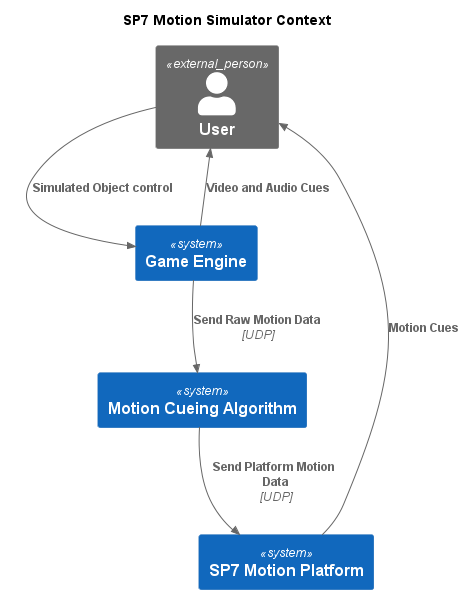 SP7 Motion Simulator Context
«external_person»
User
Simulated Object control
Video and Audio Cues
«system»
Game Engine
Send Raw Motion Data
[UDP]
Motion Cues
«system»
Motion Cueing Algorithm
Send Platform Motion
Data
[UDP]
«system»
SP7 Motion Platform